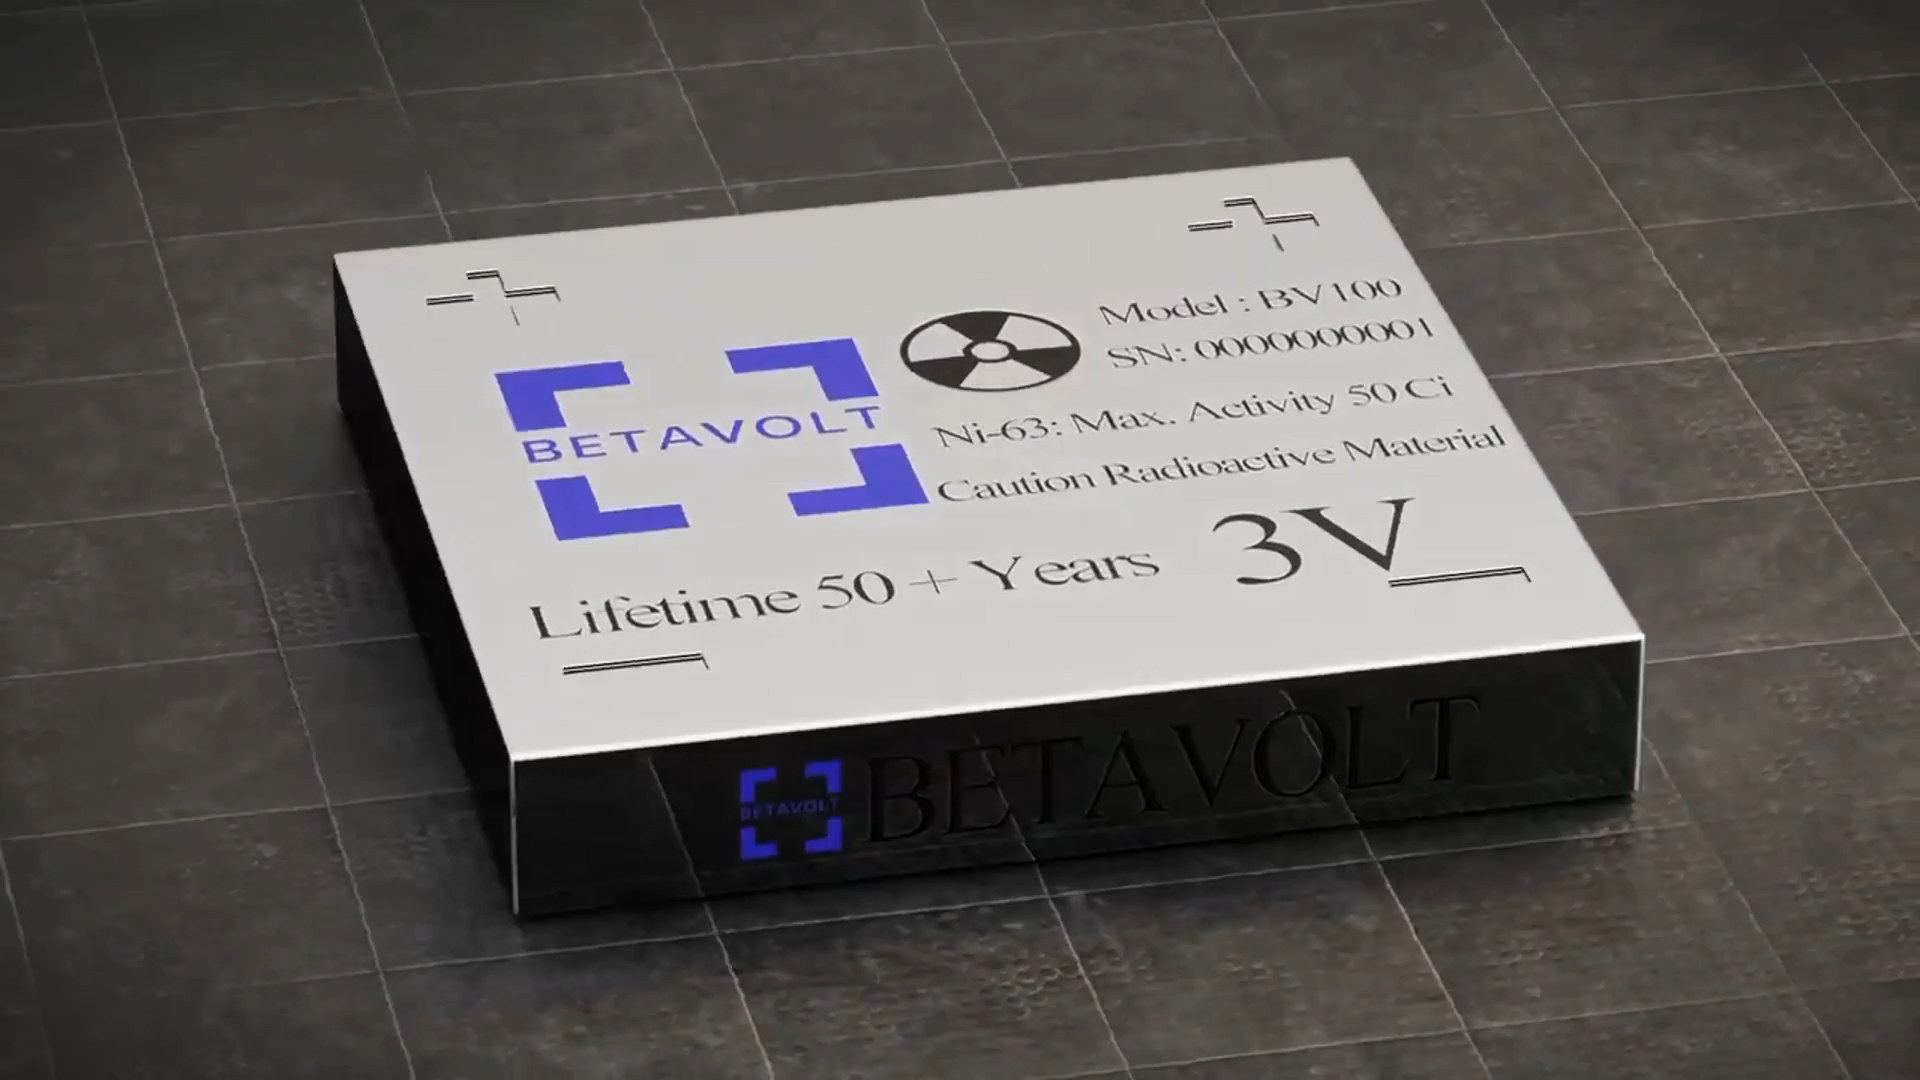 Model : BV100
SN: 0000000001
BETAVOLT
Ni-63: Max. Activity 50 Ci
Caution Radioactive Material
Lifetime 50 + Years
3V
BETAVOLT
BETAVOLT